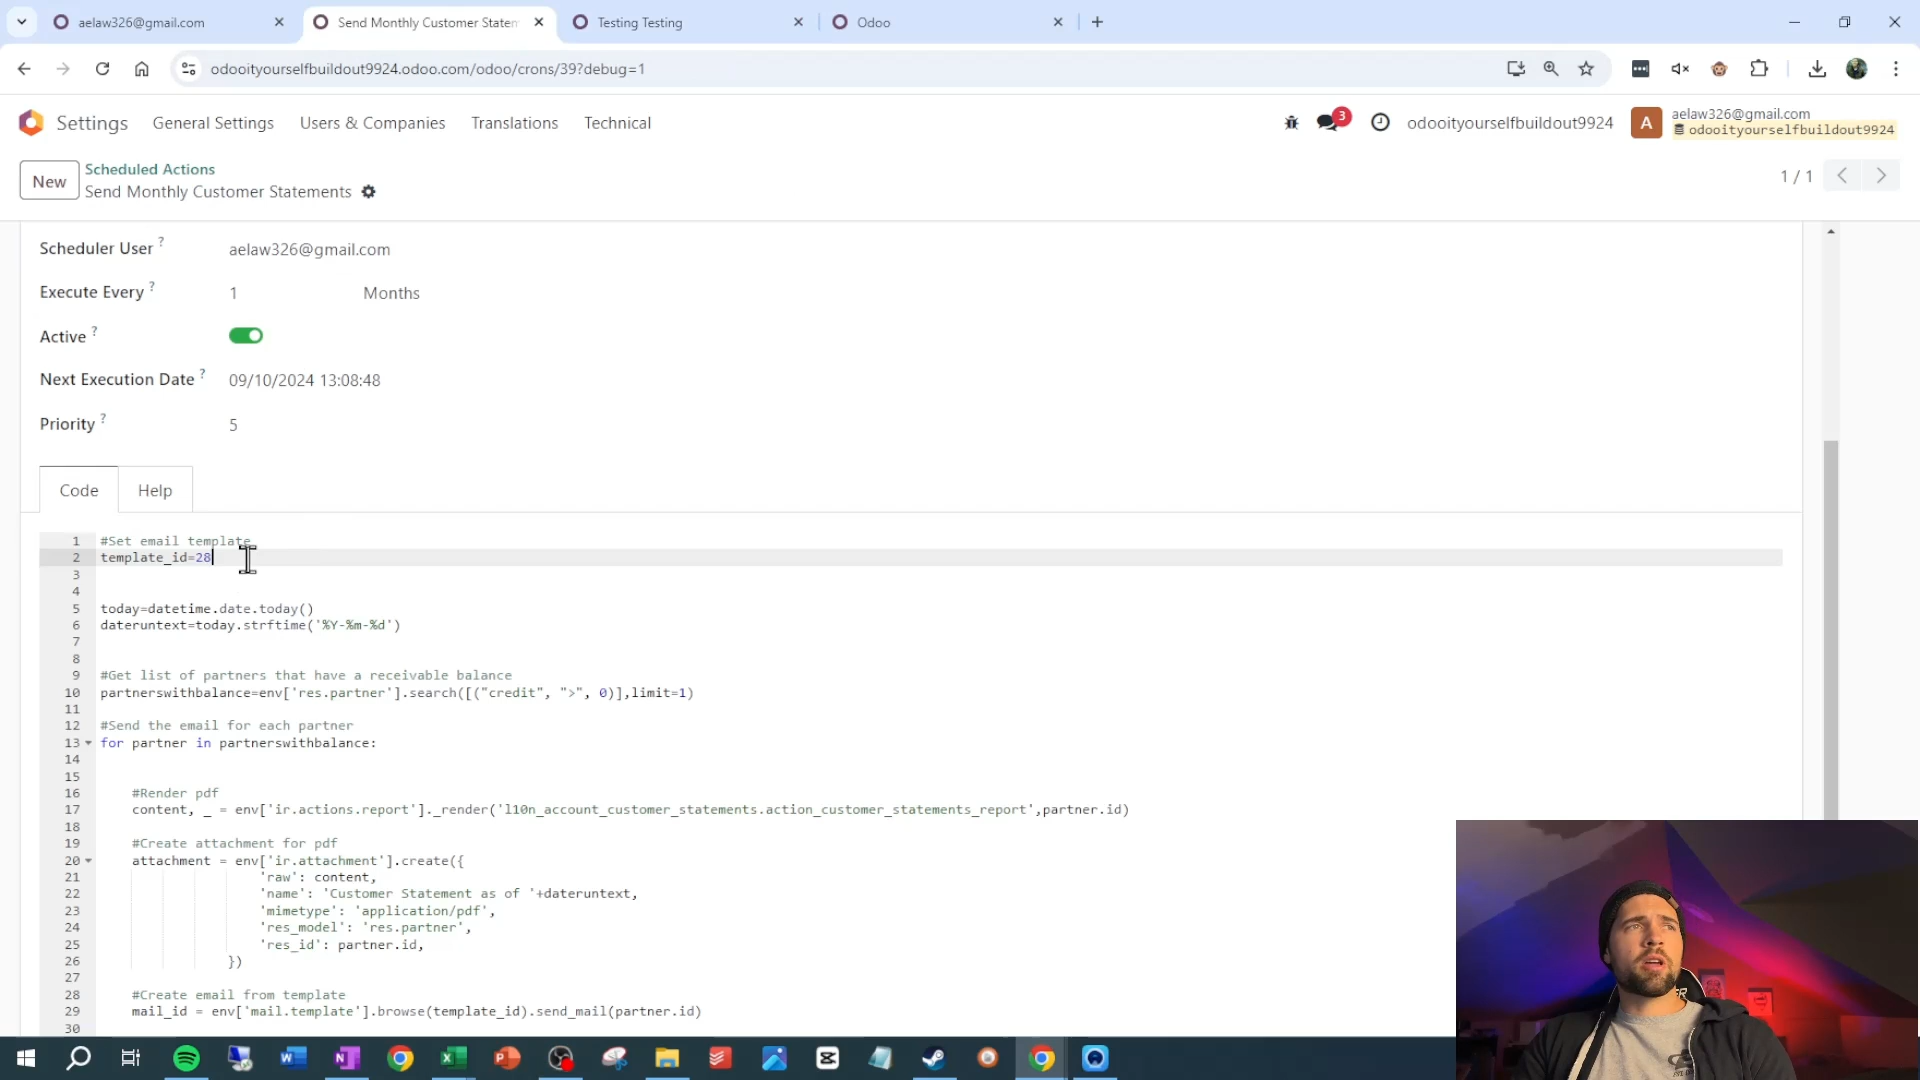 aelaw326@gmail.com
Send Monthly Customer Statem
Testing Testing
Odoo
odooityourselfbuildout9924.odoo.com/odoo/crons/39?debug=1
Settings
General Settings
Users & Companies
Translations
Technical
3
odooityourselfbuildout9924
A
aelaw326@gmail.com
odooityourselfbuildout9924
New
Scheduled Actions
Send Monthly Customer Statements
1 / 1
Scheduler User ?
aelaw326@gmail.com
Execute Every ?
1
Months
Active ?
Next Execution Date ?
09/10/2024 13:08:48
Priority ?
5
Code
Help
1 #Set email template
2 template_id=28
3
4
5 today=datetime.date.today()
6 dateruntext=today.strftime('%Y-%m-%d')
7
8
9 #Get list of partners that have a receivable balance
10 partnerswithbalance=env['res.partner'].search([("credit", ">", 0)],limit=1)
11
12 #Send the email for each partner
13 for partner in partnerswithbalance:
14
15
16 #Render pdf
17 content, _ = env['ir.actions.report']._render('l10n_account_customer_statements.action_customer_statements_report',partner.id)
18
19 #Create attachment for pdf
20 attachment = env['ir.attachment'].create({
21 'raw': content,
22 'name': 'Customer Statement as of '+dateruntext,
23 'mimetype': 'application/pdf',
24 'res_model': 'res.partner',
25 'res_id': partner.id,
26 })
27
28 #Create email from template
29 mail_id = env['mail.template'].browse(template_id).send_mail(partner.id)
30